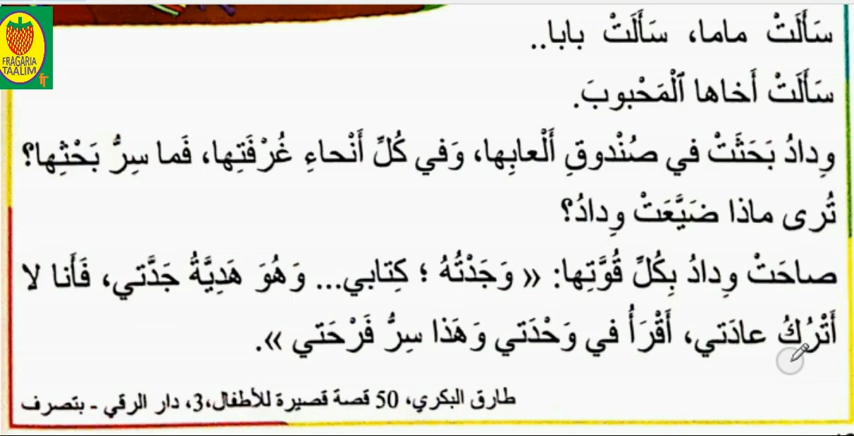 FRAGARIA
TAALIM
fr
سَأَلَتْ ماما، سَأَلَتْ بابا..
سَأَلَتْ أَخاها ٱلْمَحْبوبَ.
وِدادُ بَحَثَتْ في صُنْدوقِ أَلْعابِها، وَفي كُلِّ أَنْحاءِ غُرْفَتِها، فَما سِرُّ بَحْثِها؟
تُرى ماذا ضَيَّعَتْ وِدادُ؟
صاحَتْ وِدادُ بِكُلِّ قُوَّتِها: « وَجَدْتُهُ ؛ كِتابي... وَهُوَ هَدِيَّةُ جَدَّتي، فَأَنا لا
أَتْرُكُ عادَتي، أَقْرَأُ في وَحْدَتي وَهَذا سِرُّ فَرْحَتي ».
طارق البكري، 50 قصة قصيرة للأطفال،3، دار الرقي - بتصرف